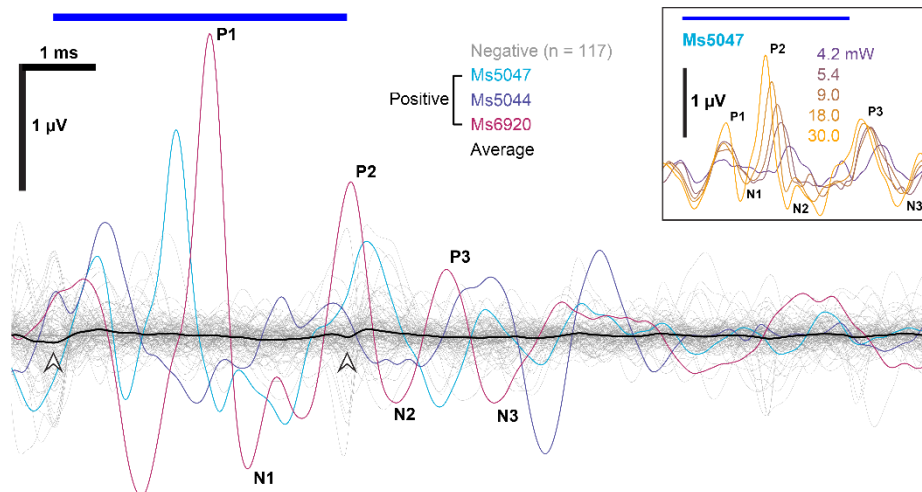 P1
1 ms
1 µV
Negative (n = 117)
Ms5047
Positive
Ms5044
Ms6920
Average
P2
P3
N1
N2
N3
Ms5047
P2
4.2 mW
5.4
9.0
18.0
30.0
1 µV
P1
P3
N1
N2
N3